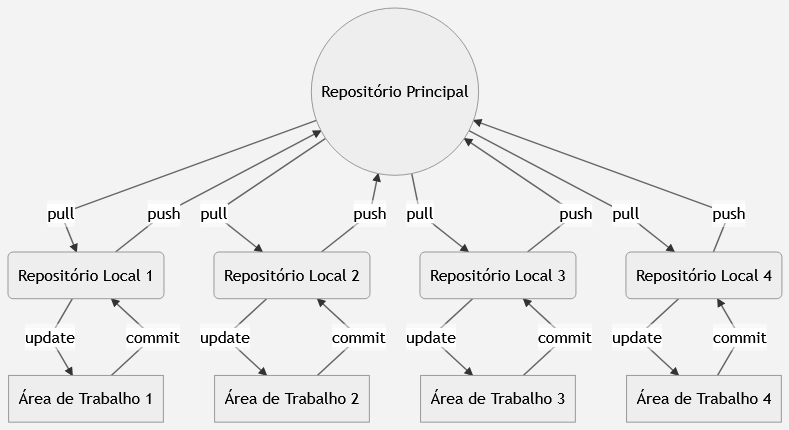 Repositório Principal
pull
push
pull
push
pull
push
pull
push
Repositório Local 1
Repositório Local 2
Repositório Local 3
Repositório Local 4
update
commit
update
commit
update
commit
update
commit
Área de Trabalho 1
Área de Trabalho 2
Área de Trabalho 3
Área de Trabalho 4